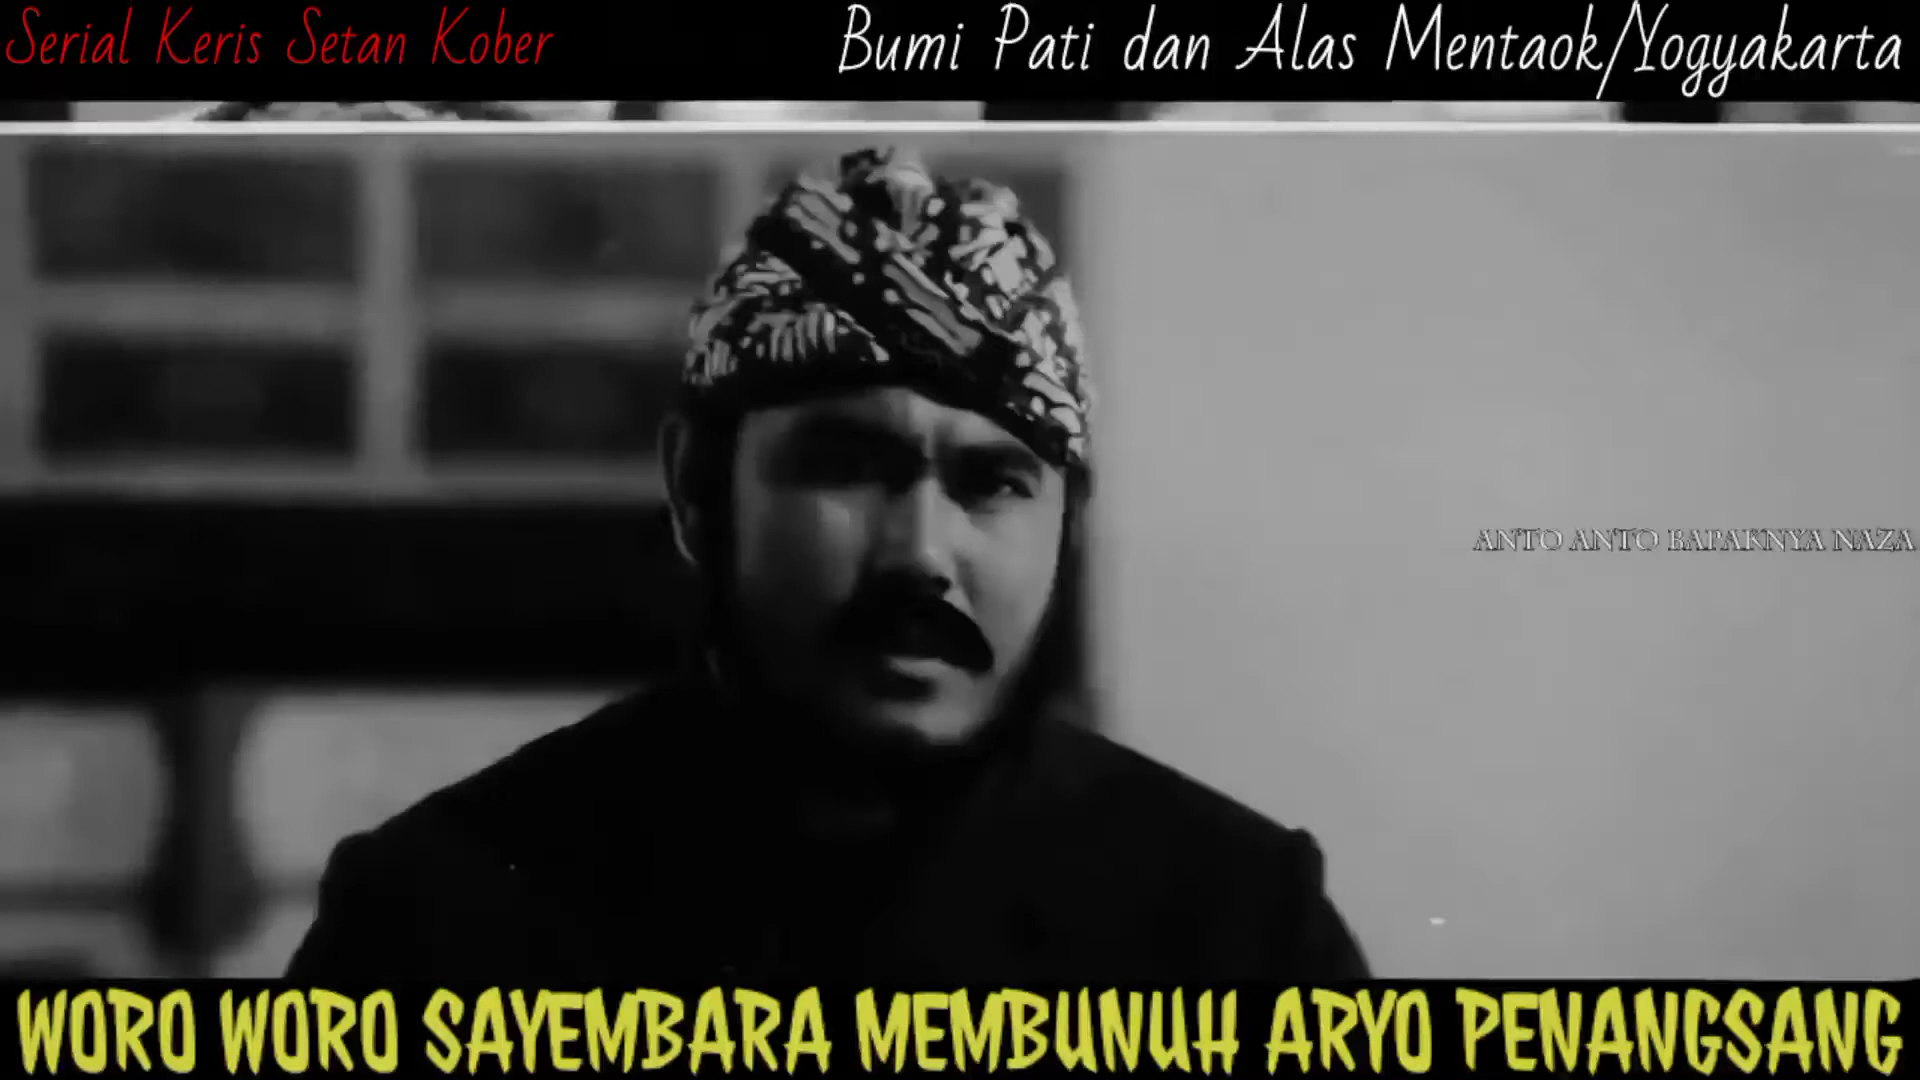 Serial Keris Setan Kober
Bumi Pati dan Alas Mentaok/Yogyakarta
ANTO ANTO BAPAKNYA NAZA
WORO WORO SAYEMBARA MEMBUNUH ARYO PENANGSANG